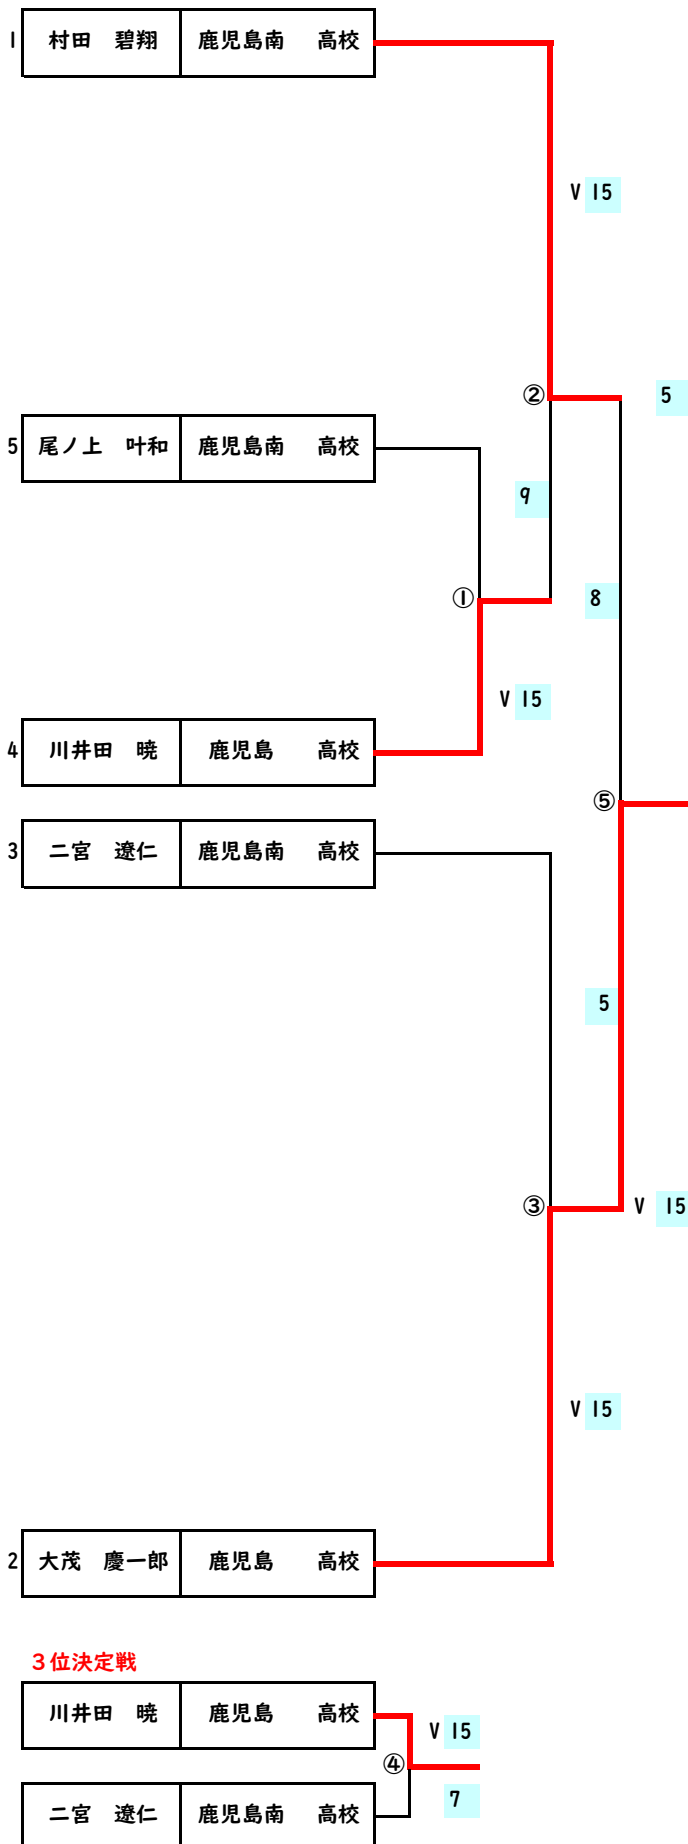 1 村田 碧翔 鹿児島南 高校
V 15
② 5
5 尾ノ上 叶和 鹿児島南 高校
9
① 8
V 15
4 川井田 暁 鹿児島 高校
⑤
3 二宮 遼仁 鹿児島南 高校
5
③ V 15
V 15
2 大茂 慶一郎 鹿児島 高校
３位決定戦
川井田 暁 鹿児島 高校
V 15
④
7
二宮 遼仁 鹿児島南 高校